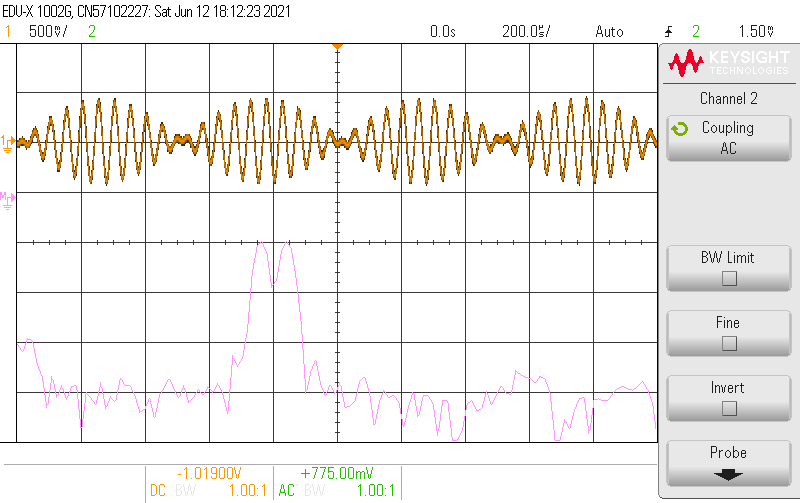 EDU-X 1002G, CN57102227: Sat Jun 12 18:12:23 2021
1 500mV/ 2 0.0s 200.0us/ Auto 2 1.50V
KEYSIGHT
TECHNOLOGIES
Channel 2
Coupling
AC
1
M
BW Limit
Fine
Invert
Probe
-1.01900V +775.00mV
DC BW 1.00:1 AC BW 1.00:1